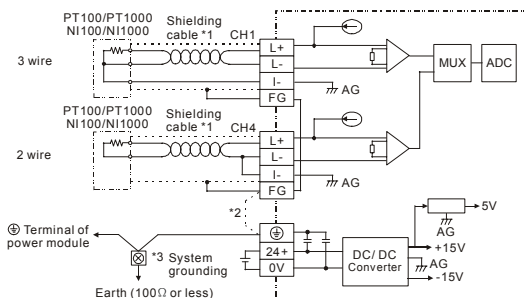 PT100/PT1000
NI100/NI1000
Shielding
cable *1
CH1
3 wire
L+
L-
I-
FG
AG
MUX
ADC
PT100/PT1000
NI100/NI1000
Shielding
cable *1
CH4
2 wire
L+
L-
I-
FG
AG
*2
Terminal of
power module
*3 System
grounding
Earth (100Ω or less)
24+
0V
DC/DC
Converter
5V
AG
+15V
AG
-15V